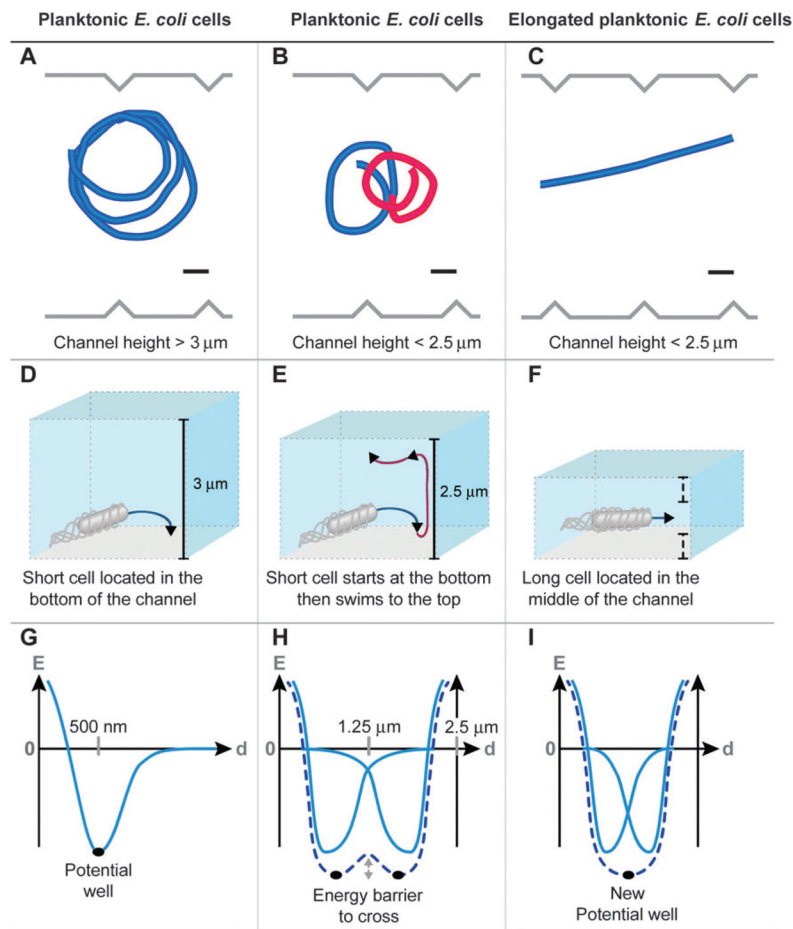 Planktonic E. coli cells
Planktonic E. coli cells
Elongated planktonic E. coli cells
A
B
C
Channel height > 3 μm
Channel height < 2.5 μm
Channel height < 2.5 μm
D
E
F
3 μm
2.5 μm
Short cell located in the
bottom of the channel
Short cell starts at the bottom
then swims to the top
Long cell located in the
middle of the channel
G
H
I
E
500 nm
0
d
Potential
well
E
1.25 μm
2.5 μm
0
d
Energy barrier
to cross
E
0
d
New
Potential well